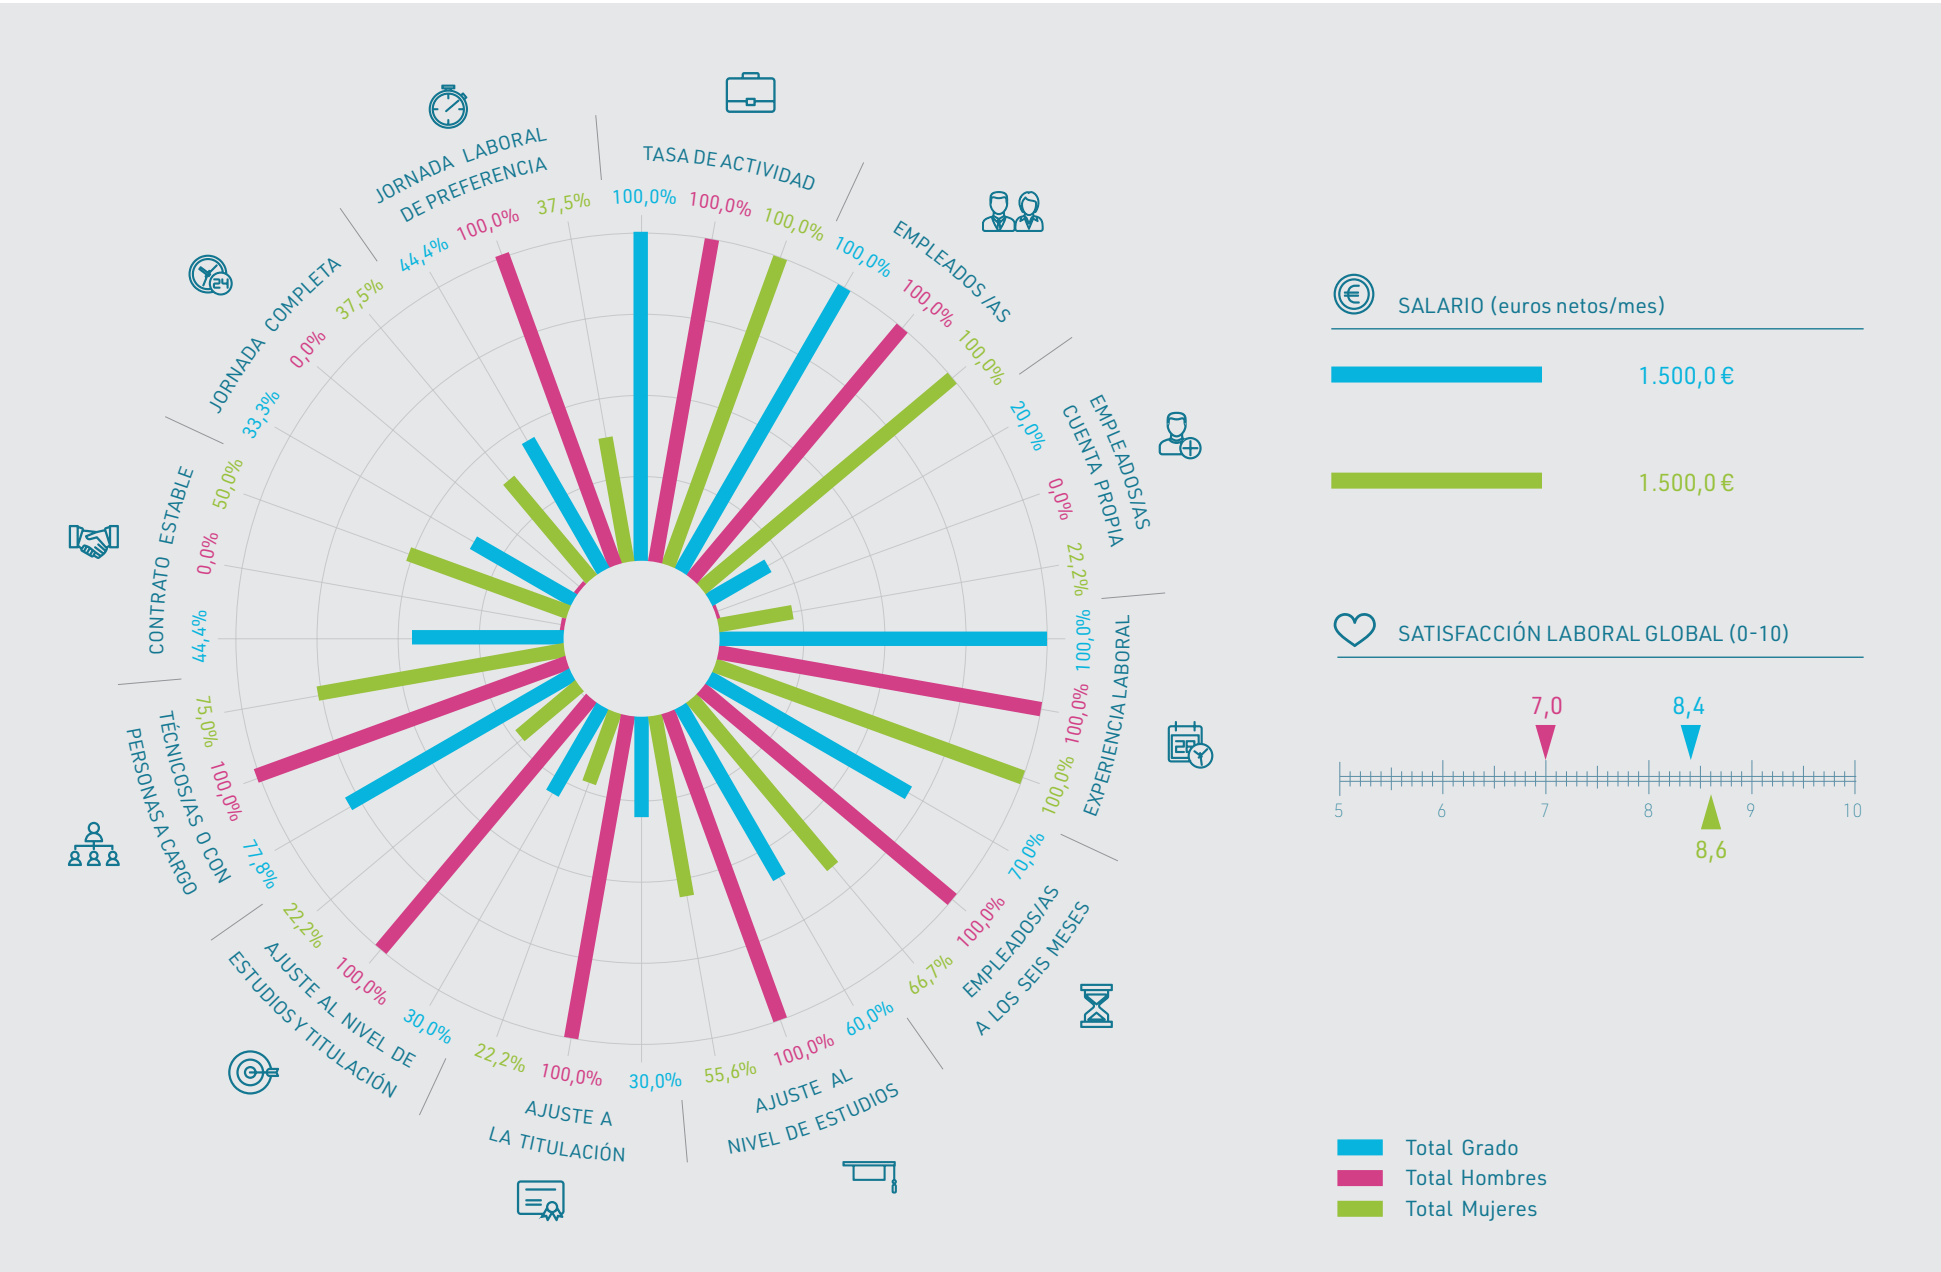 TASA DE ACTIVIDAD
100,0%
100,0%
100,0%
EMPLEADOS/AS
100,0%
100,0%
100,0%
EMPLEADOS/AS
CUENTA PROPIA
20,0%
0,0%
22,2%
EXPERIENCIA LABORAL
100,0%
100,0%
100,0%
EMPLEADOS/AS
A LOS SEIS MESES
70,0%
100,0%
66,7%
AJUSTE AL
NIVEL DE ESTUDIOS
60,0%
100,0%
55,6%
AJUSTE A
LA TITULACIÓN
30,0%
100,0%
22,2%
AJUSTE AL NIVEL DE
ESTUDIOS Y TITULACIÓN
30,0%
100,0%
22,2%
TÉCNICOS/AS O CON
PERSONAS A CARGO
77,8%
100,0%
75,0%
CONTRATO ESTABLE
44,4%
0,0%
50,0%
JORNADA COMPLETA
33,3%
0,0%
37,5%
JORNADA LABORAL
DE PREFERENCIA
44,4%
100,0%
37,5%
24
28
€
SALARIO (euros netos/mes)
1.500,0 €
1.500,0 €
SATISFACCIÓN LABORAL GLOBAL (0-10)
7,0 8,4
5 6 7 8 9 10
8,6
Total Grado
Total Hombres
Total Mujeres